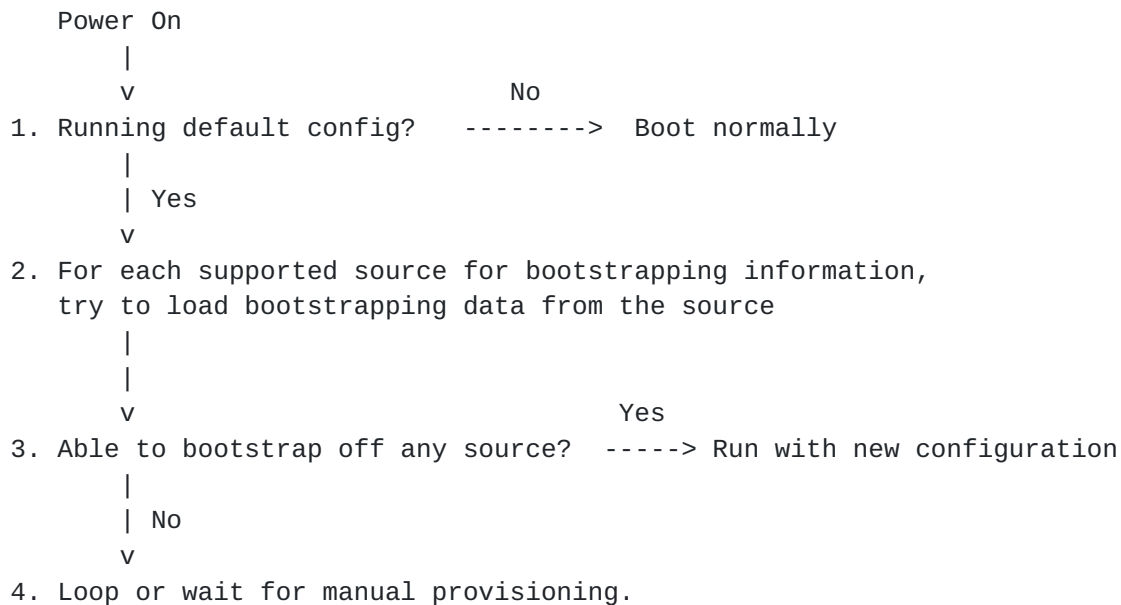 Power On
|
v No
1. Running default config? --------> Boot normally
|
| Yes
v
2. For each supported source for bootstrapping information,
try to load bootstrapping data from the source
|
|
v Yes
3. Able to bootstrap off any source? -----> Run with new configuration
|
| No
v
4. Loop or wait for manual provisioning.